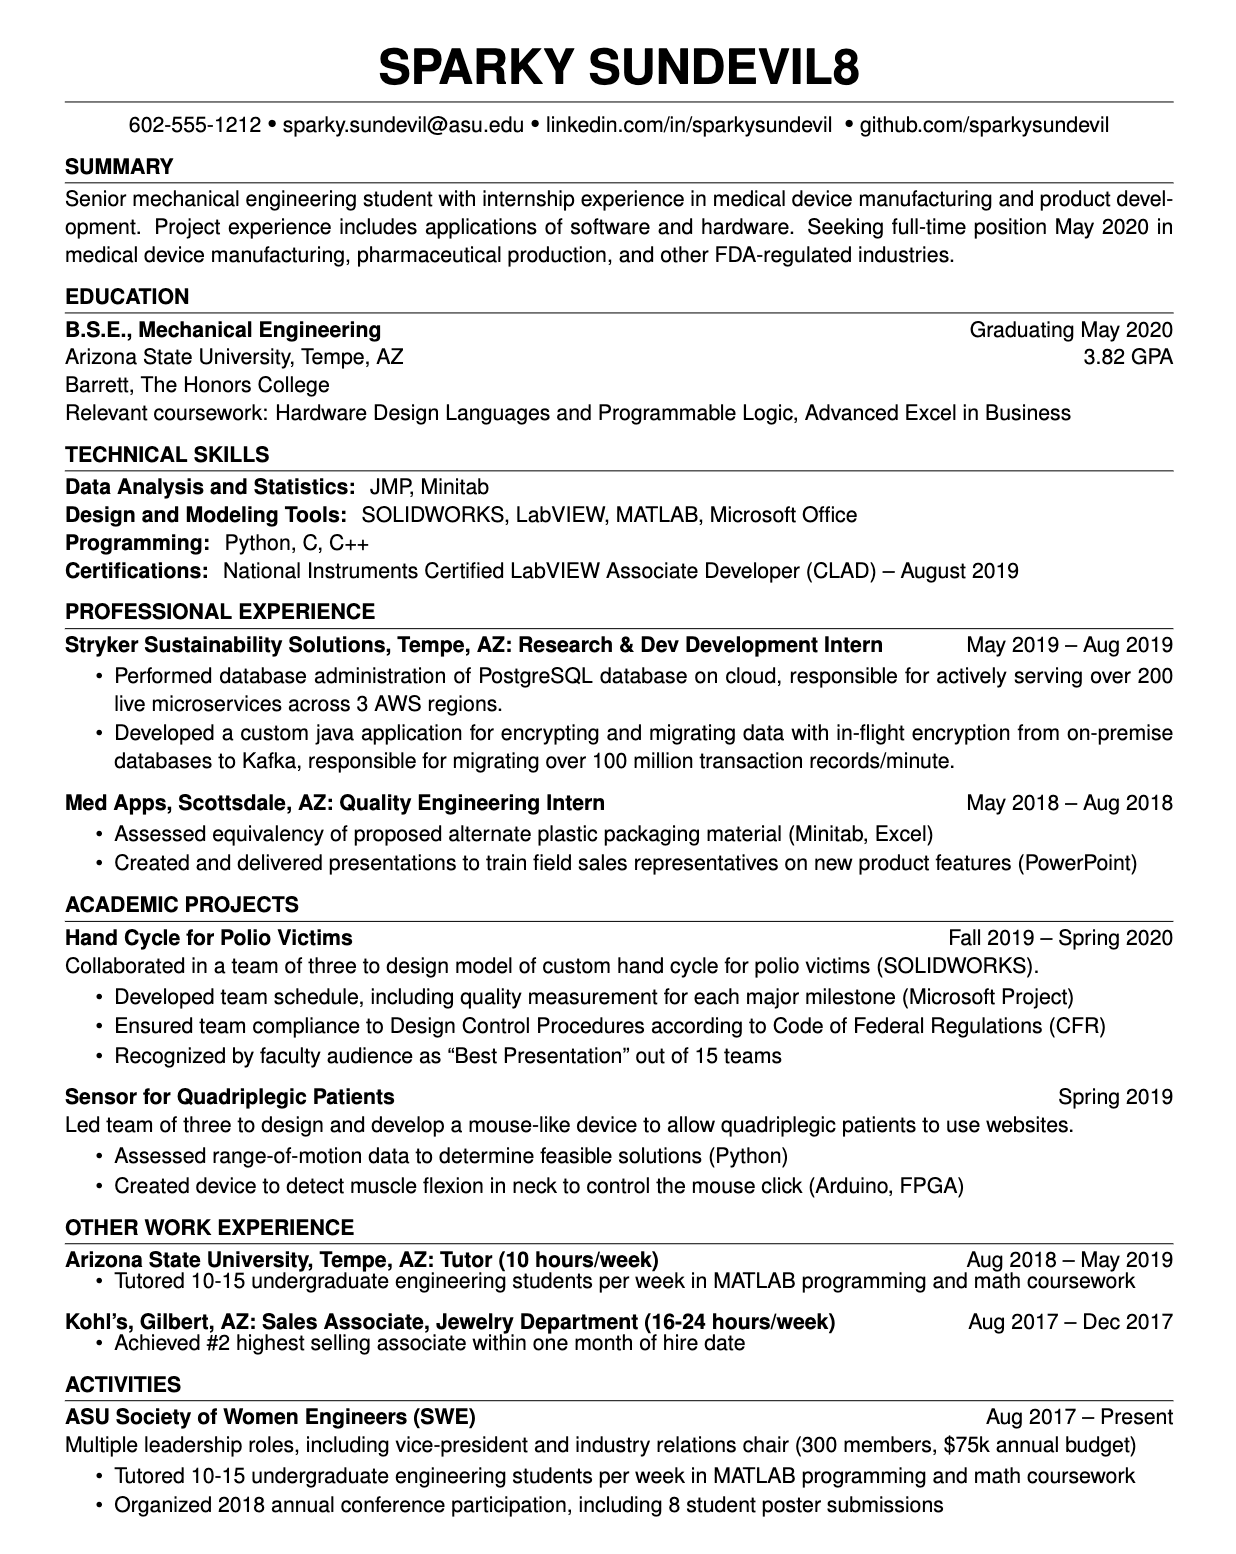 SPARKY SUNDEVIL8
602-555-1212 • sparky.sundevil@asu.edu • linkedin.com/in/sparkysundevil • github.com/sparkysundevil
SUMMARY
Senior mechanical engineering student with internship experience in medical device manufacturing and product devel-
opment. Project experience includes applications of software and hardware. Seeking full-time position May 2020 in
medical device manufacturing, pharmaceutical production, and other FDA-regulated industries.
EDUCATION
B.S.E., Mechanical Engineering Graduating May 2020
Arizona State University, Tempe, AZ 3.82 GPA
Barrett, The Honors College
Relevant coursework: Hardware Design Languages and Programmable Logic, Advanced Excel in Business
TECHNICAL SKILLS
Data Analysis and Statistics: JMP, Minitab
Design and Modeling Tools: SOLIDWORKS, LabVIEW, MATLAB, Microsoft Office
Programming: Python, C, C++
Certifications: National Instruments Certified LabVIEW Associate Developer (CLAD) – August 2019
PROFESSIONAL EXPERIENCE
Stryker Sustainability Solutions, Tempe, AZ: Research & Dev Development Intern May 2019 – Aug 2019
• Performed database administration of PostgreSQL database on cloud, responsible for actively serving over 200
live microservices across 3 AWS regions.
• Developed a custom java application for encrypting and migrating data with in-flight encryption from on-premise
databases to Kafka, responsible for migrating over 100 million transaction records/minute.
Med Apps, Scottsdale, AZ: Quality Engineering Intern May 2018 – Aug 2018
• Assessed equivalency of proposed alternate plastic packaging material (Minitab, Excel)
• Created and delivered presentations to train field sales representatives on new product features (PowerPoint)
ACADEMIC PROJECTS
Hand Cycle for Polio Victims Fall 2019 – Spring 2020
Collaborated in a team of three to design model of custom hand cycle for polio victims (SOLIDWORKS).
• Developed team schedule, including quality measurement for each major milestone (Microsoft Project)
• Ensured team compliance to Design Control Procedures according to Code of Federal Regulations (CFR)
• Recognized by faculty audience as “Best Presentation” out of 15 teams
Sensor for Quadriplegic Patients Spring 2019
Led team of three to design and develop a mouse-like device to allow quadriplegic patients to use websites.
• Assessed range-of-motion data to determine feasible solutions (Python)
• Created device to detect muscle flexion in neck to control the mouse click (Arduino, FPGA)
OTHER WORK EXPERIENCE
Arizona State University, Tempe, AZ: Tutor (10 hours/week) Aug 2018 – May 2019
• Tutored 10-15 undergraduate engineering students per week in MATLAB programming and math coursework
Kohl’s, Gilbert, AZ: Sales Associate, Jewelry Department (16-24 hours/week) Aug 2017 – Dec 2017
• Achieved #2 highest selling associate within one month of hire date
ACTIVITIES
ASU Society of Women Engineers (SWE) Aug 2017 – Present
Multiple leadership roles, including vice-president and industry relations chair (300 members, $75k annual budget)
• Tutored 10-15 undergraduate engineering students per week in MATLAB programming and math coursework
• Organized 2018 annual conference participation, including 8 student poster submissions